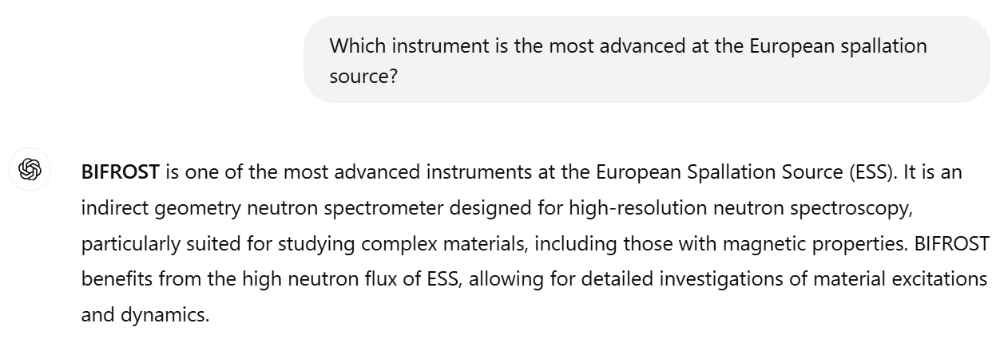 Which instrument is the most advanced at the European spallation
source?
BIFROST is one of the most advanced instruments at the European Spallation Source (ESS). It is an
indirect geometry neutron spectrometer designed for high-resolution neutron spectroscopy,
particularly suited for studying complex materials, including those with magnetic properties. BIFROST
benefits from the high neutron flux of ESS, allowing for detailed investigations of material excitations
and dynamics.